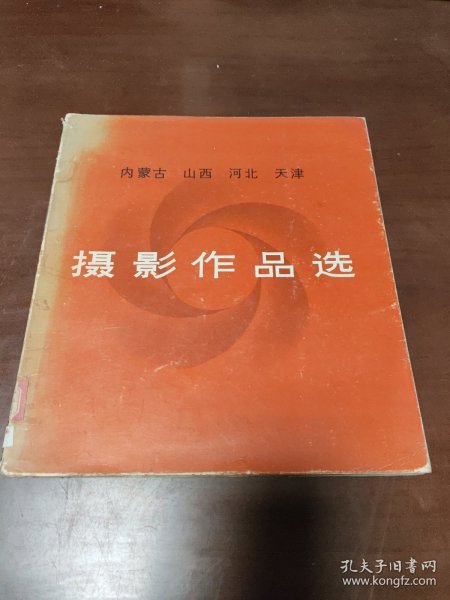 内蒙古 山西 河北 天津
摄影作品选
孔夫子旧书网
www.kongfz.com